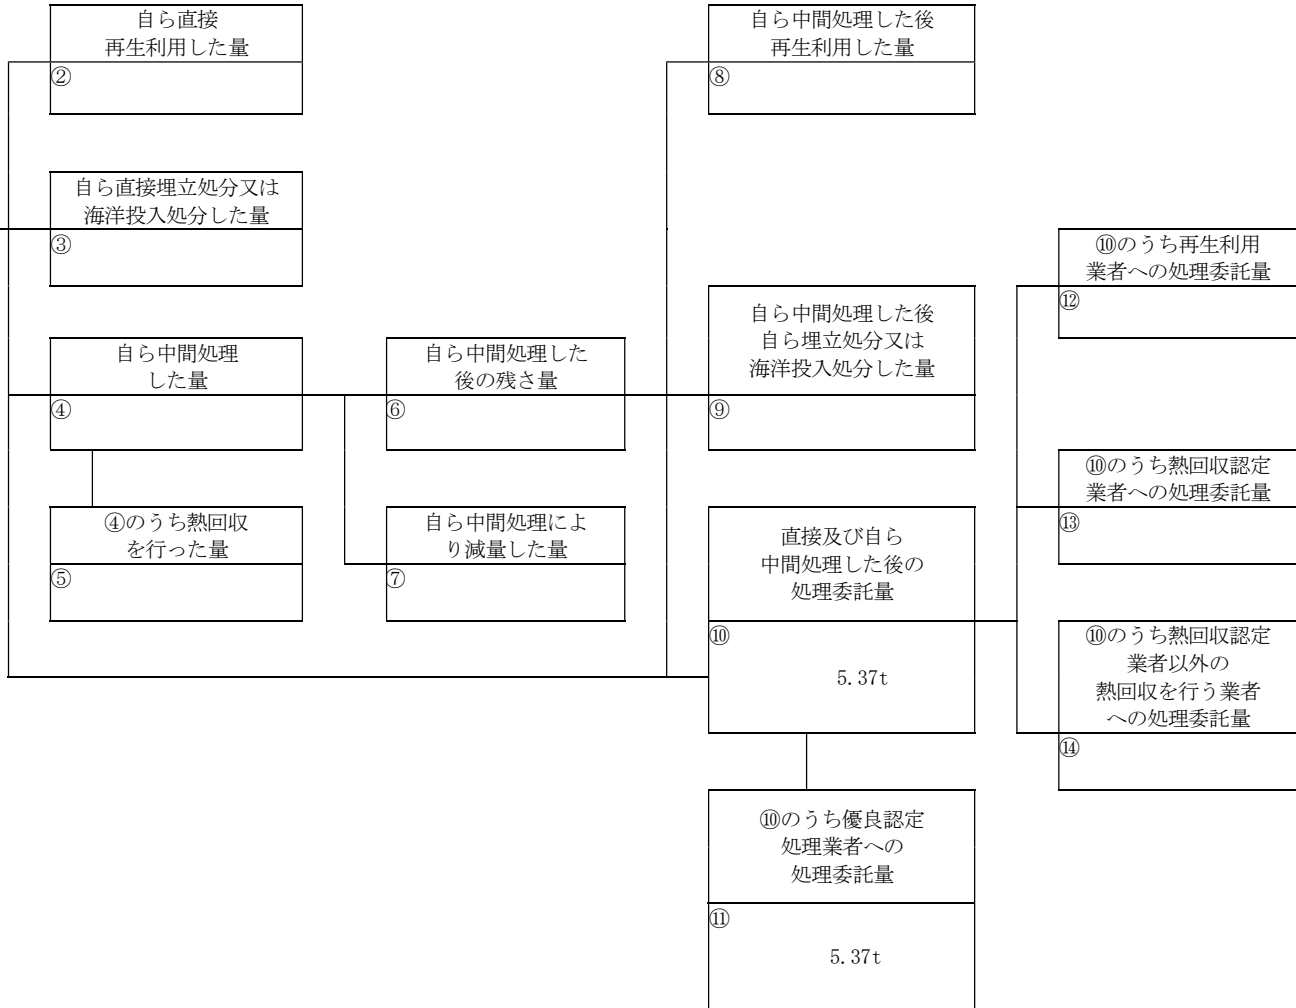 自ら直接
再生利用した量
②
自ら中間処理した後
再生利用した量
⑧
自ら直接埋立処分又は
海洋投入処分した量
③
⑩のうち再生利用
業者への処理委託量
⑫
自ら中間処理した後
自ら埋立処分又は
海洋投入処分した量
⑨
自ら中間処理
した量
④
自ら中間処理した
後の残さ量
⑥
⑩のうち熱回収認定
業者への処理委託量
⑬
④のうち熱回収
を行った量
⑤
自ら中間処理によ
り減量した量
⑦
直接及び自ら
中間処理した後の
処理委託量
⑩
5.37t
⑩のうち熱回収認定
業者以外の
熱回収を行う業者
への処理委託量
⑭
⑩のうち優良認定
処理業者への
処理委託量
⑪
5.37t